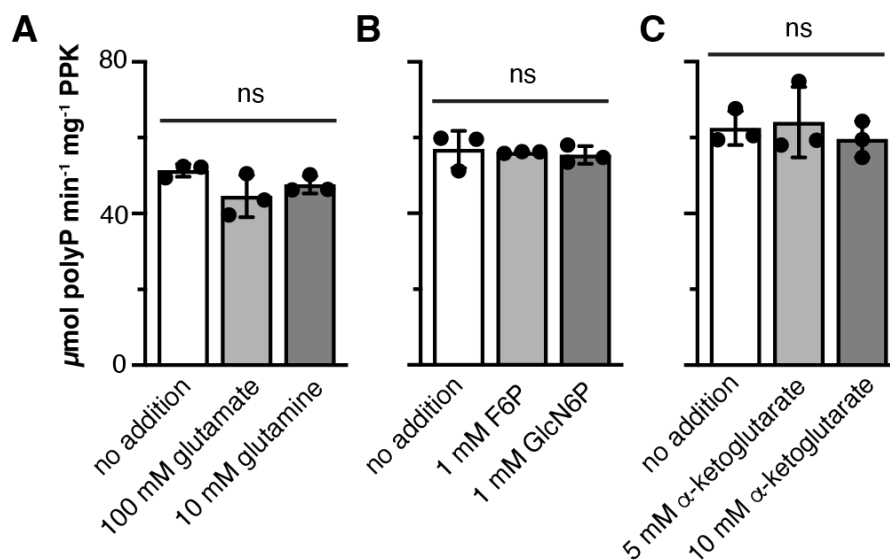 A
B
C
µmol polyP min⁻¹ mg⁻¹ PPK
80
40
0
ns
ns
ns
no addition
100 mM glutamate
10 mM glutamine
no addition
1 mM F6P
1 mM GlcN6P
no addition
5 mM α-ketoglutarate
10 mM α-ketoglutarate